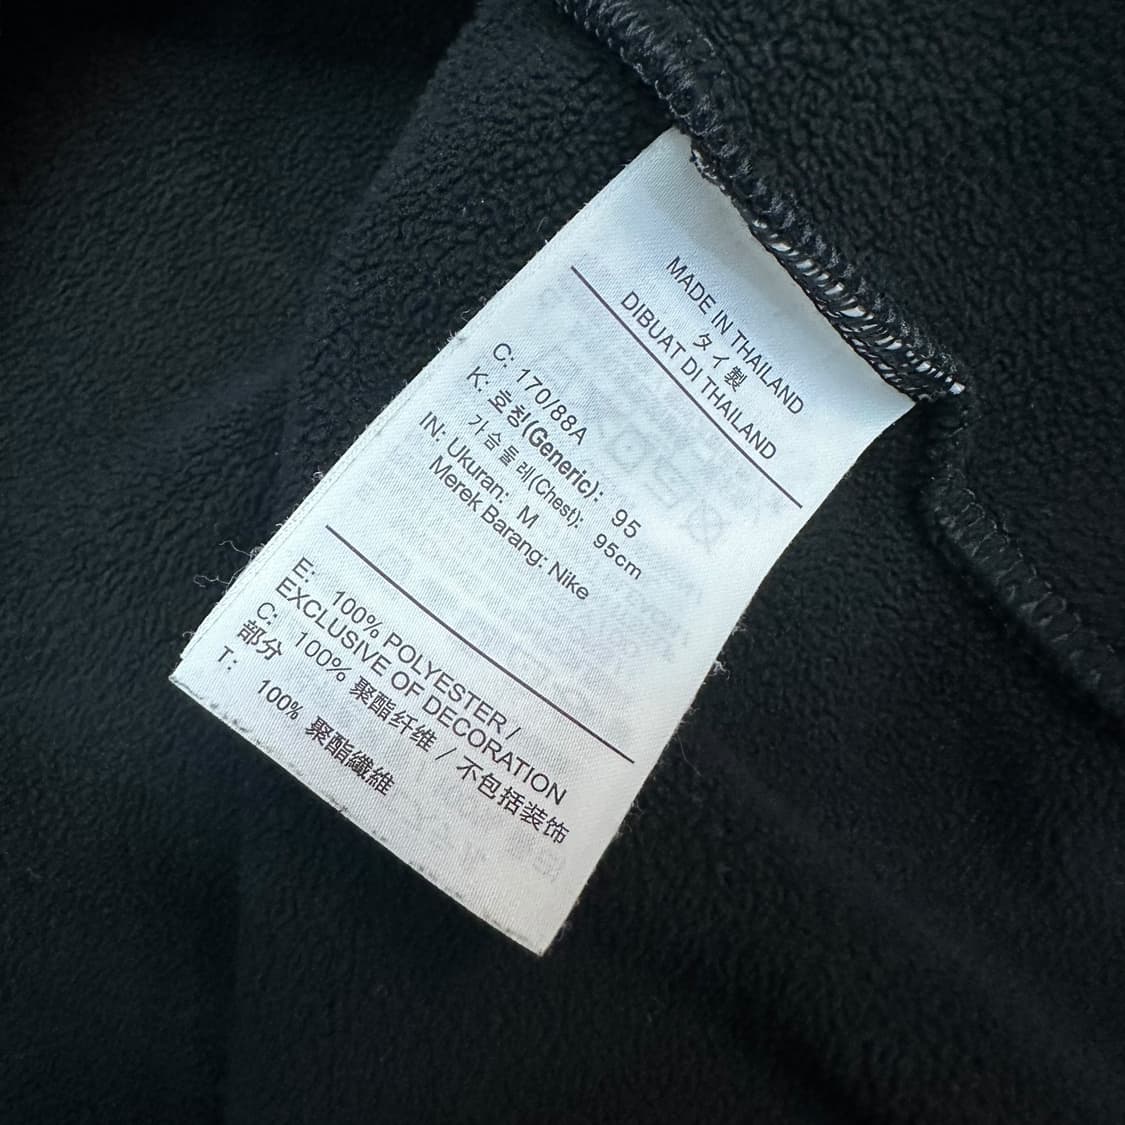 MADE IN THAILAND
タイ製
DIBUAT DI THAILAND
C: 170/88A
K: 호칭(Generic): 95
가슴둘레(Chest): 95cm
IN: Ukuran: M
Merek Barang: Nike
E: 100% POLYESTER /
EXCLUSIVE OF DECORATION
C: 100% 聚酯纤维 / 不包括装饰
部分
T: 100% 聚酯纖維